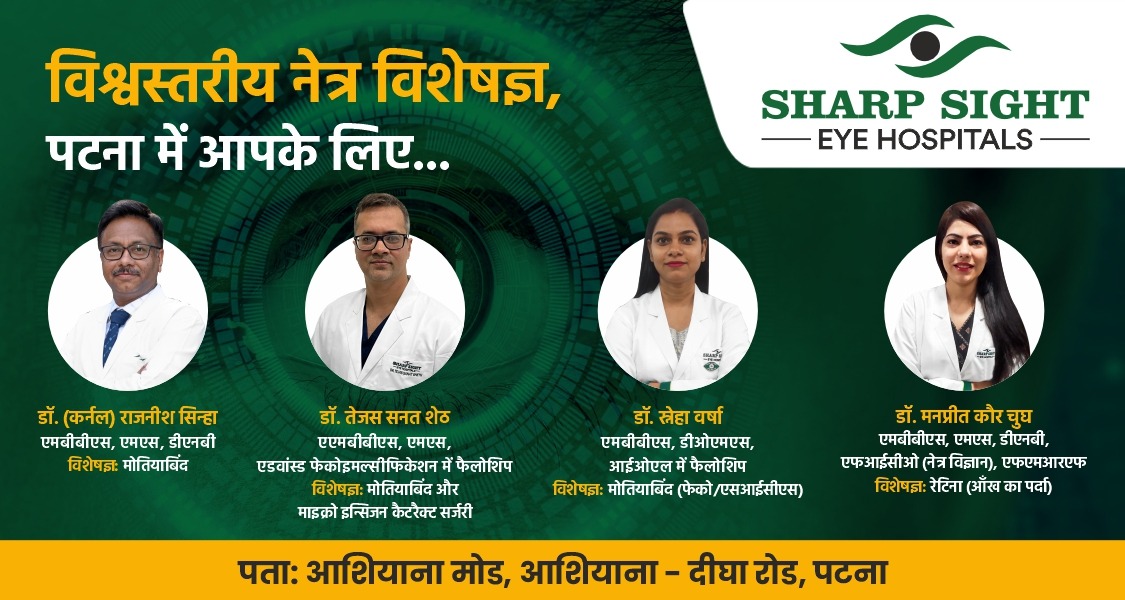 विश्वस्तरीय नेत्र विशेषज्ञ,
पटना में आपके लिए...
SHARP SIGHT
EYE HOSPITALS
डॉ. (कर्नल) राजनीश सिन्हा
एमबीबीएस, एमएस, डीएनबी
विशेषज्ञ: मोतियाबिंद
डॉ. तेजस सनत शेठ
एएमबीबीएस, एमएस,
एडवांस्ड फेकोइमल्सीफिकेशन में फैलोशिप
विशेषज्ञ: मोतियाबिंद और
माइक्रो इन्सिजन कैटरैक्ट सर्जरी
डॉ. स्नेहा वर्षा
एमबीबीएस, डीओएमएस,
आईओएल में फैलोशिप
विशेषज्ञ: मोतियाबिंद (फेको/एसआईसीएस)
डॉ. मनप्रीत कौर चुघ
एमबीबीएस, एमएस, डीएनबी,
एफआईसीओ (नेत्र विज्ञान), एफएमआरएफ
विशेषज्ञ: रेटिना (आँख का पर्दा)
पता: आशियाना मोड, आशियाना - दीघा रोड, पटना